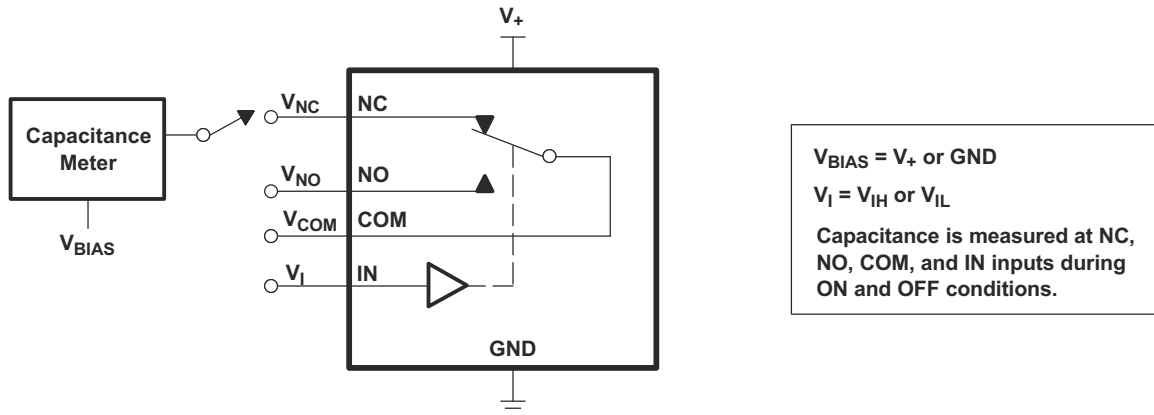 V+
Capacitance
Meter
VBIAS
VNC
NC
VNO
NO
VCOM
COM
VI
IN
GND
VBIAS = V+ or GND
VI = VIH or VIL
Capacitance is measured at NC,
NO, COM, and IN inputs during
ON and OFF conditions.